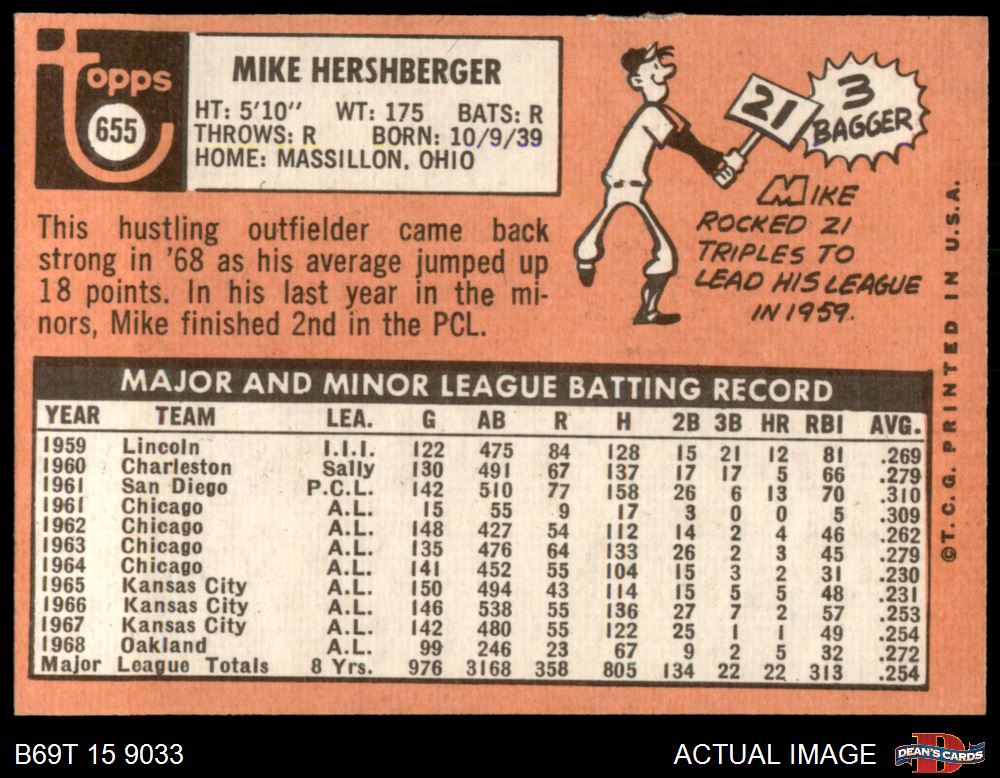 topps
655
MIKE HERSHBERGER
HT: 5'10" WT: 175 BATS: R
THROWS: R BORN: 10/9/39
HOME: MASSILLON, OHIO
This hustling outfielder came back
strong in '68 as his average jumped up
18 points. In his last year in the mi-
nors, Mike finished 2nd in the PCL.
21
3
BAGGER
MIKE
ROCKED 21
TRIPLES TO
LEAD HIS LEAGUE
IN 1959.
MAJOR AND MINOR LEAGUE BATTING RECORD
YEAR TEAM LEA. G AB R H 2B 3B HR RBI AVG.
1959 Lincoln I.I.I. 122 475 84 128 15 21 12 81 .269
1960 Charleston Sally 130 491 67 137 17 17 5 66 .279
1961 San Diego P.C.L. 142 510 77 158 26 6 13 70 .310
1961 Chicago A.L. 15 55 9 17 3 0 0 5 .309
1962 Chicago A.L. 148 427 54 112 14 2 4 46 .262
1963 Chicago A.L. 135 476 64 133 26 2 3 45 .279
1964 Chicago A.L. 141 452 55 104 15 3 2 31 .230
1965 Kansas City A.L. 150 494 43 114 15 5 5 48 .231
1966 Kansas City A.L. 146 538 55 136 27 7 2 57 .253
1967 Kansas City A.L. 142 480 55 122 25 1 1 49 .254
1968 Oakland A.L. 99 246 23 67 9 2 5 32 .272
Major League Totals 8 Yrs. 976 3168 358 805 134 22 22 313 .254
©T. C. G. PRINTED IN U.S.A.
B69T 15 9033
ACTUAL IMAGE
DEAN'S CARDS